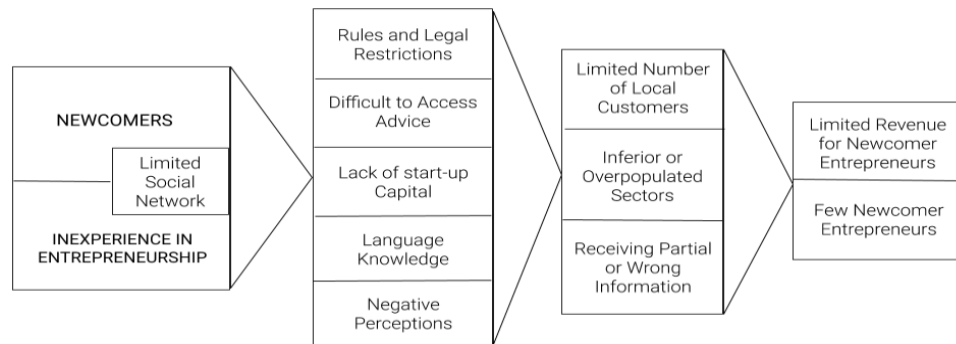 NEWCOMERS
Limited
Social
Network
INEXPERIENCE IN
ENTREPRENEURSHIP
Rules and Legal
Restrictions
Difficult to Access
Advice
Lack of start-up
Capital
Language
Knowledge
Negative
Perceptions
Limited Number
of Local
Customers
Inferior or
Overpopulated
Sectors
Receiving Partial
or Wrong
Information
Limited Revenue
for Newcomer
Entrepreneurs
Few Newcomer
Entrepreneurs